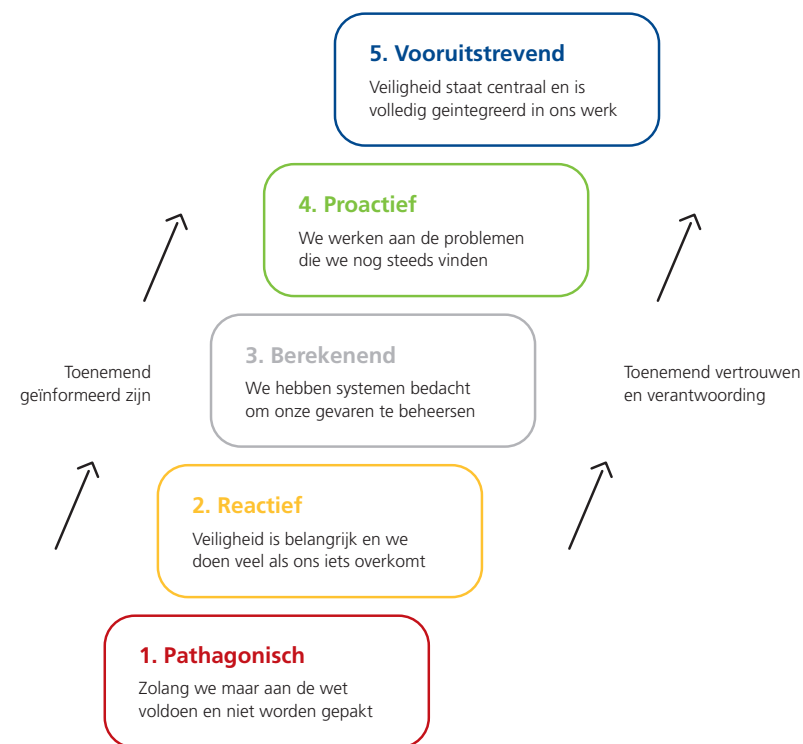 5. Vooruitstrevend
Veiligheid staat centraal en is
volledig geintegreerd in ons werk
4. Proactief
We werken aan de problemen
die we nog steeds vinden
3. Berekenend
We hebben systemen bedacht
om onze gevaren te beheersen
Toenemend
geïnformeerd zijn
Toenemend vertrouwen
en verantwoording
2. Reactief
Veiligheid is belangrijk en we
doen veel als ons iets overkomt
1. Pathagonisch
Zolang we maar aan de wet
voldoen en niet worden gepakt